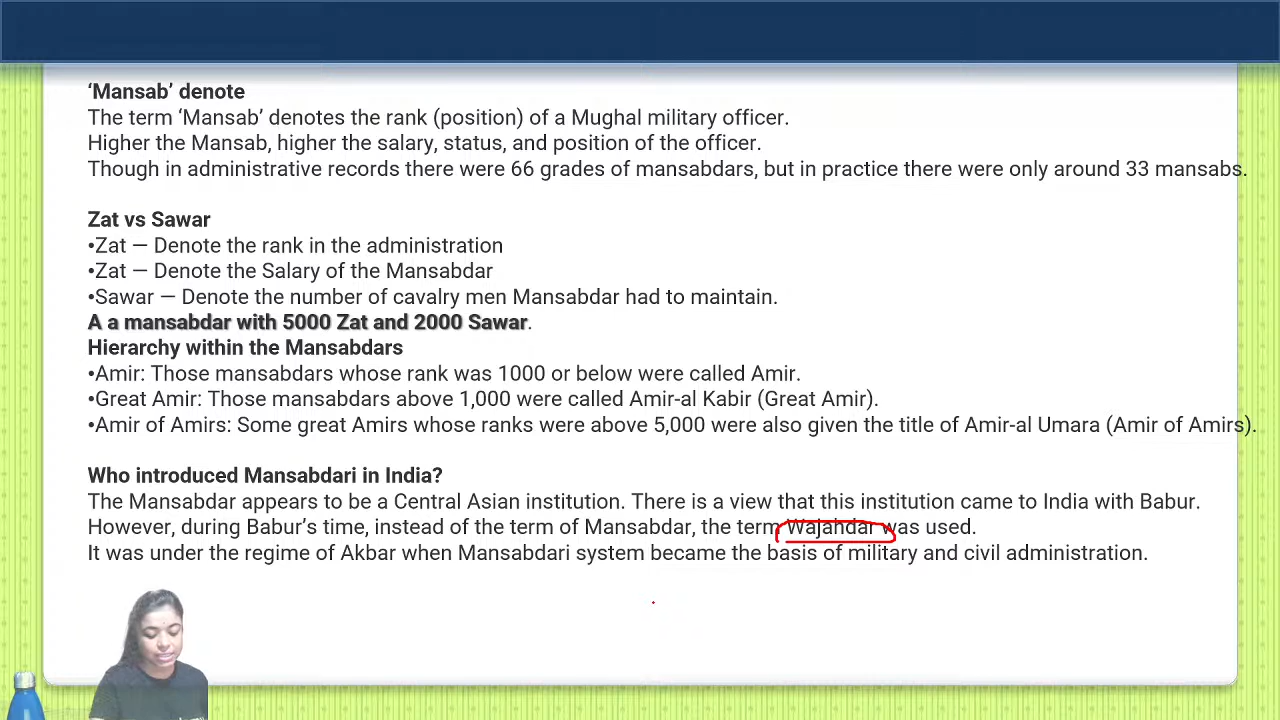 ‘Mansab’ denote
The term ‘Mansab’ denotes the rank (position) of a Mughal military officer.
Higher the Mansab, higher the salary, status, and position of the officer.
Though in administrative records there were 66 grades of mansabdars, but in practice there were only around 33 mansabs.
Zat vs Sawar
•Zat — Denote the rank in the administration
•Zat — Denote the Salary of the Mansabdar
•Sawar — Denote the number of cavalry men Mansabdar had to maintain.
A a mansabdar with 5000 Zat and 2000 Sawar.
Hierarchy within the Mansabdars
•Amir: Those mansabdars whose rank was 1000 or below were called Amir.
•Great Amir: Those mansabdars above 1,000 were called Amir-al Kabir (Great Amir).
•Amir of Amirs: Some great Amirs whose ranks were above 5,000 were also given the title of Amir-al Umara (Amir of Amirs).
Who introduced Mansabdari in India?
The Mansabdar appears to be a Central Asian institution. There is a view that this institution came to India with Babur.
However, during Babur’s time, instead of the term of Mansabdar, the term Wajahdar was used.
It was under the regime of Akbar when Mansabdari system became the basis of military and civil administration.